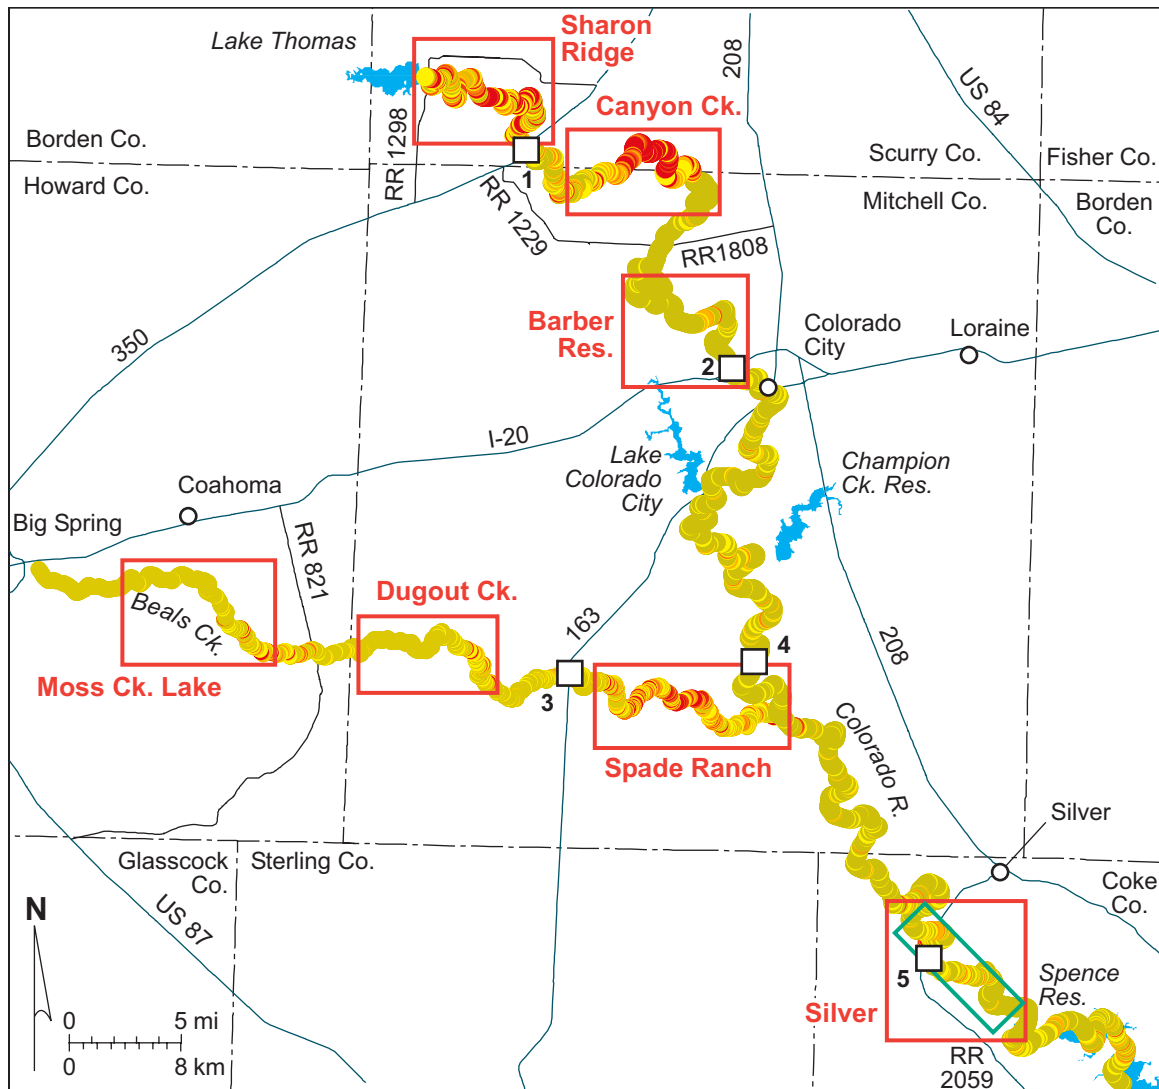 Sharon
Ridge
Lake Thomas
208
US 84
Canyon Ck.
RR 1298
Borden Co.
Scurry Co.
Fisher Co.
Howard Co.
1
Mitchell Co.
Borden
Co.
RR 1229
RR1808
350
Barber
Res.
Colorado
City
Loraine
2
I-20
Lake
Colorado
City
Champion
Ck. Res.
Coahoma
Big Spring
RR 821
Beals Ck.
Dugout Ck.
163
4
208
Moss Ck. Lake
3
Spade Ranch
Colorado R.
Silver
Glasscock
Co.
Sterling Co.
Coke
Co.
US 87
N
5
Spence
Res.
Silver
0 5 mi
0 8 km
RR
2059